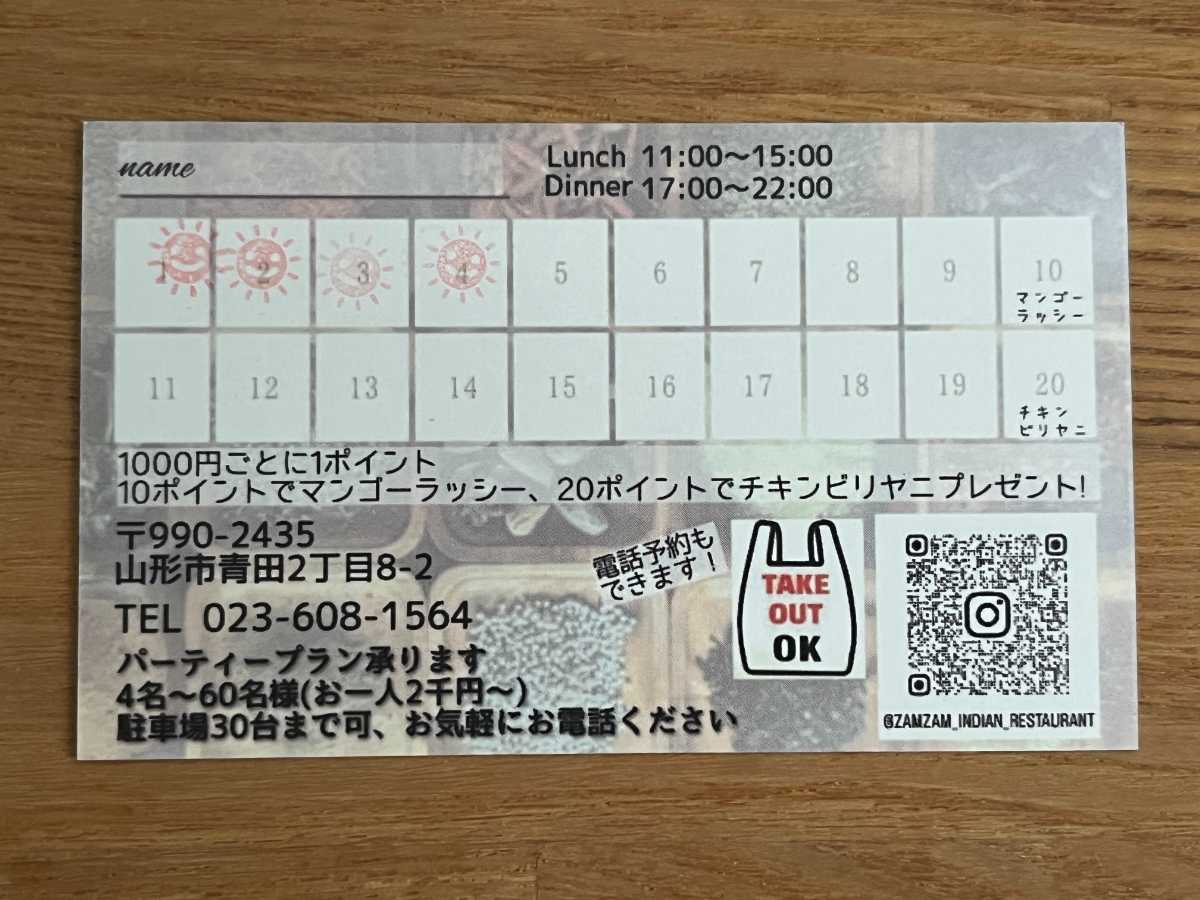 name
Lunch 11:00～15:00
Dinner 17:00～22:00
1 2 3 4 5 6 7 8 9 10
マンゴー
ラッシー
11 12 13 14 15 16 17 18 19 20
チキン
ビリヤニ
1000円ごとに1ポイント
10ポイントでマンゴーラッシー、20ポイントでチキンビリヤニプレゼント!
〒990-2435
山形市青田2丁目8-2
TEL 023-608-1564
電話予約も
できます！
TAKE
OUT
OK
パーティープラン承ります
4名～60名様(お一人2千円～)
駐車場30台まで可、お気軽にお電話ください
@ZAMZAM_INDIAN_RESTAURANT